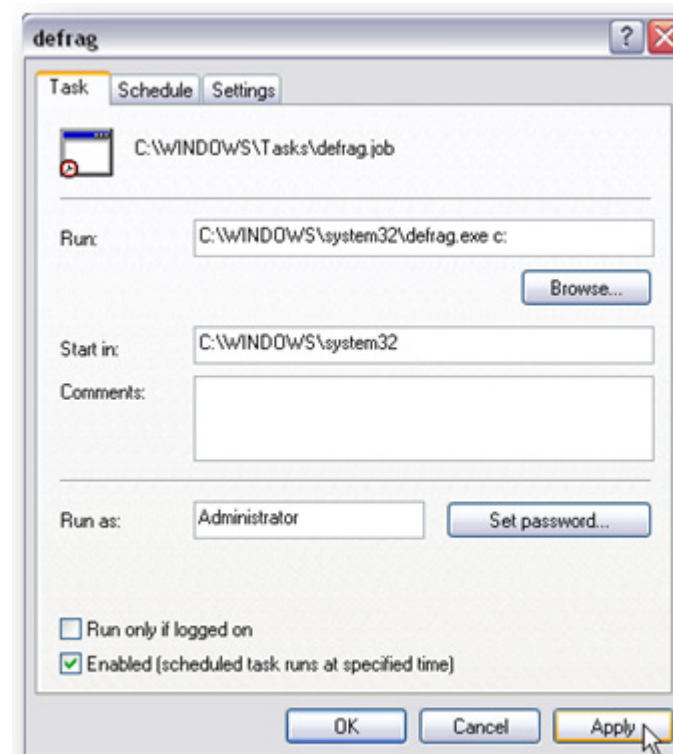 defrag
Task Schedule Settings
C:\WINDOWS\Tasks\defrag.job
Run: C:\WINDOWS\system32\defrag.exe c:
Browse...
Start in: C:\WINDOWS\system32
Comments:
Run as: Administrator Set password...
Run only if logged on
Enabled (scheduled task runs at specified time)
OK Cancel Apply